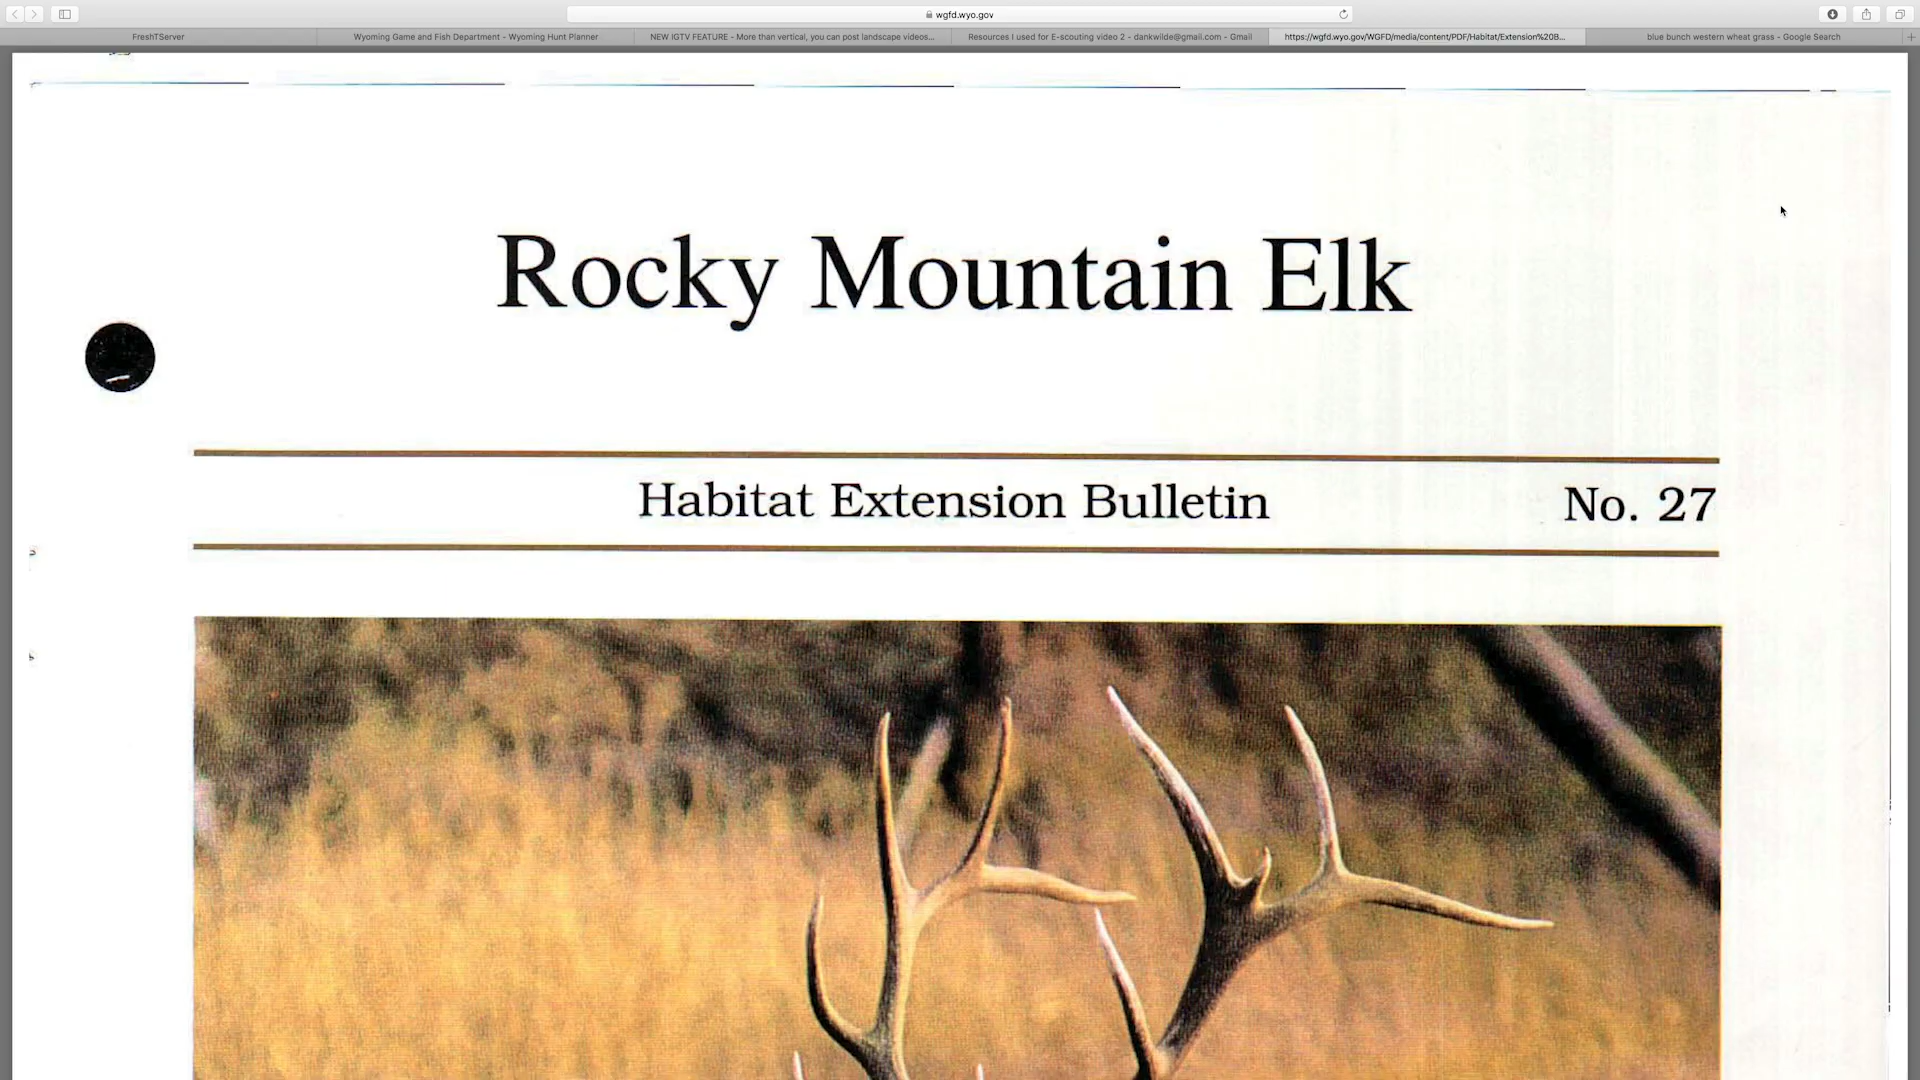 wgfd.wyo.gov
FreshTServer
Wyoming Game and Fish Department - Wyoming Hunt Planner
NEW IGTV FEATURE - More than vertical, you can post landscape videos...
Resources I used for E-scouting video 2 - dankwilde@gmail.com - Gmail
https://wgfd.wyo.gov/WGFD/media/content/PDF/Habitat/Extension%20B...
blue bunch western wheat grass - Google Search
Rocky Mountain Elk
Habitat Extension Bulletin
No. 27